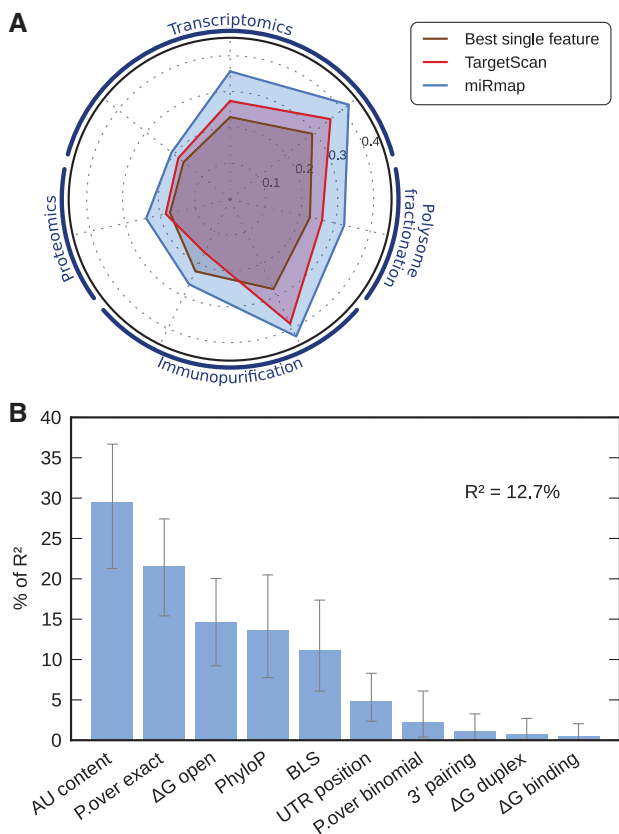 A
Transcriptomics
Best single feature
TargetScan
miRmap
0.1
0.2
0.3
0.4
Polysome
fractionation
Proteomics
Immunopurification
B
40
35
30
25
20
15
10
5
0
% of R²
R² = 12.7%
AU content
P.over exact
ΔG open
PhyloP
BLS
UTR position
P.over binomial
3' pairing
ΔG duplex
ΔG binding